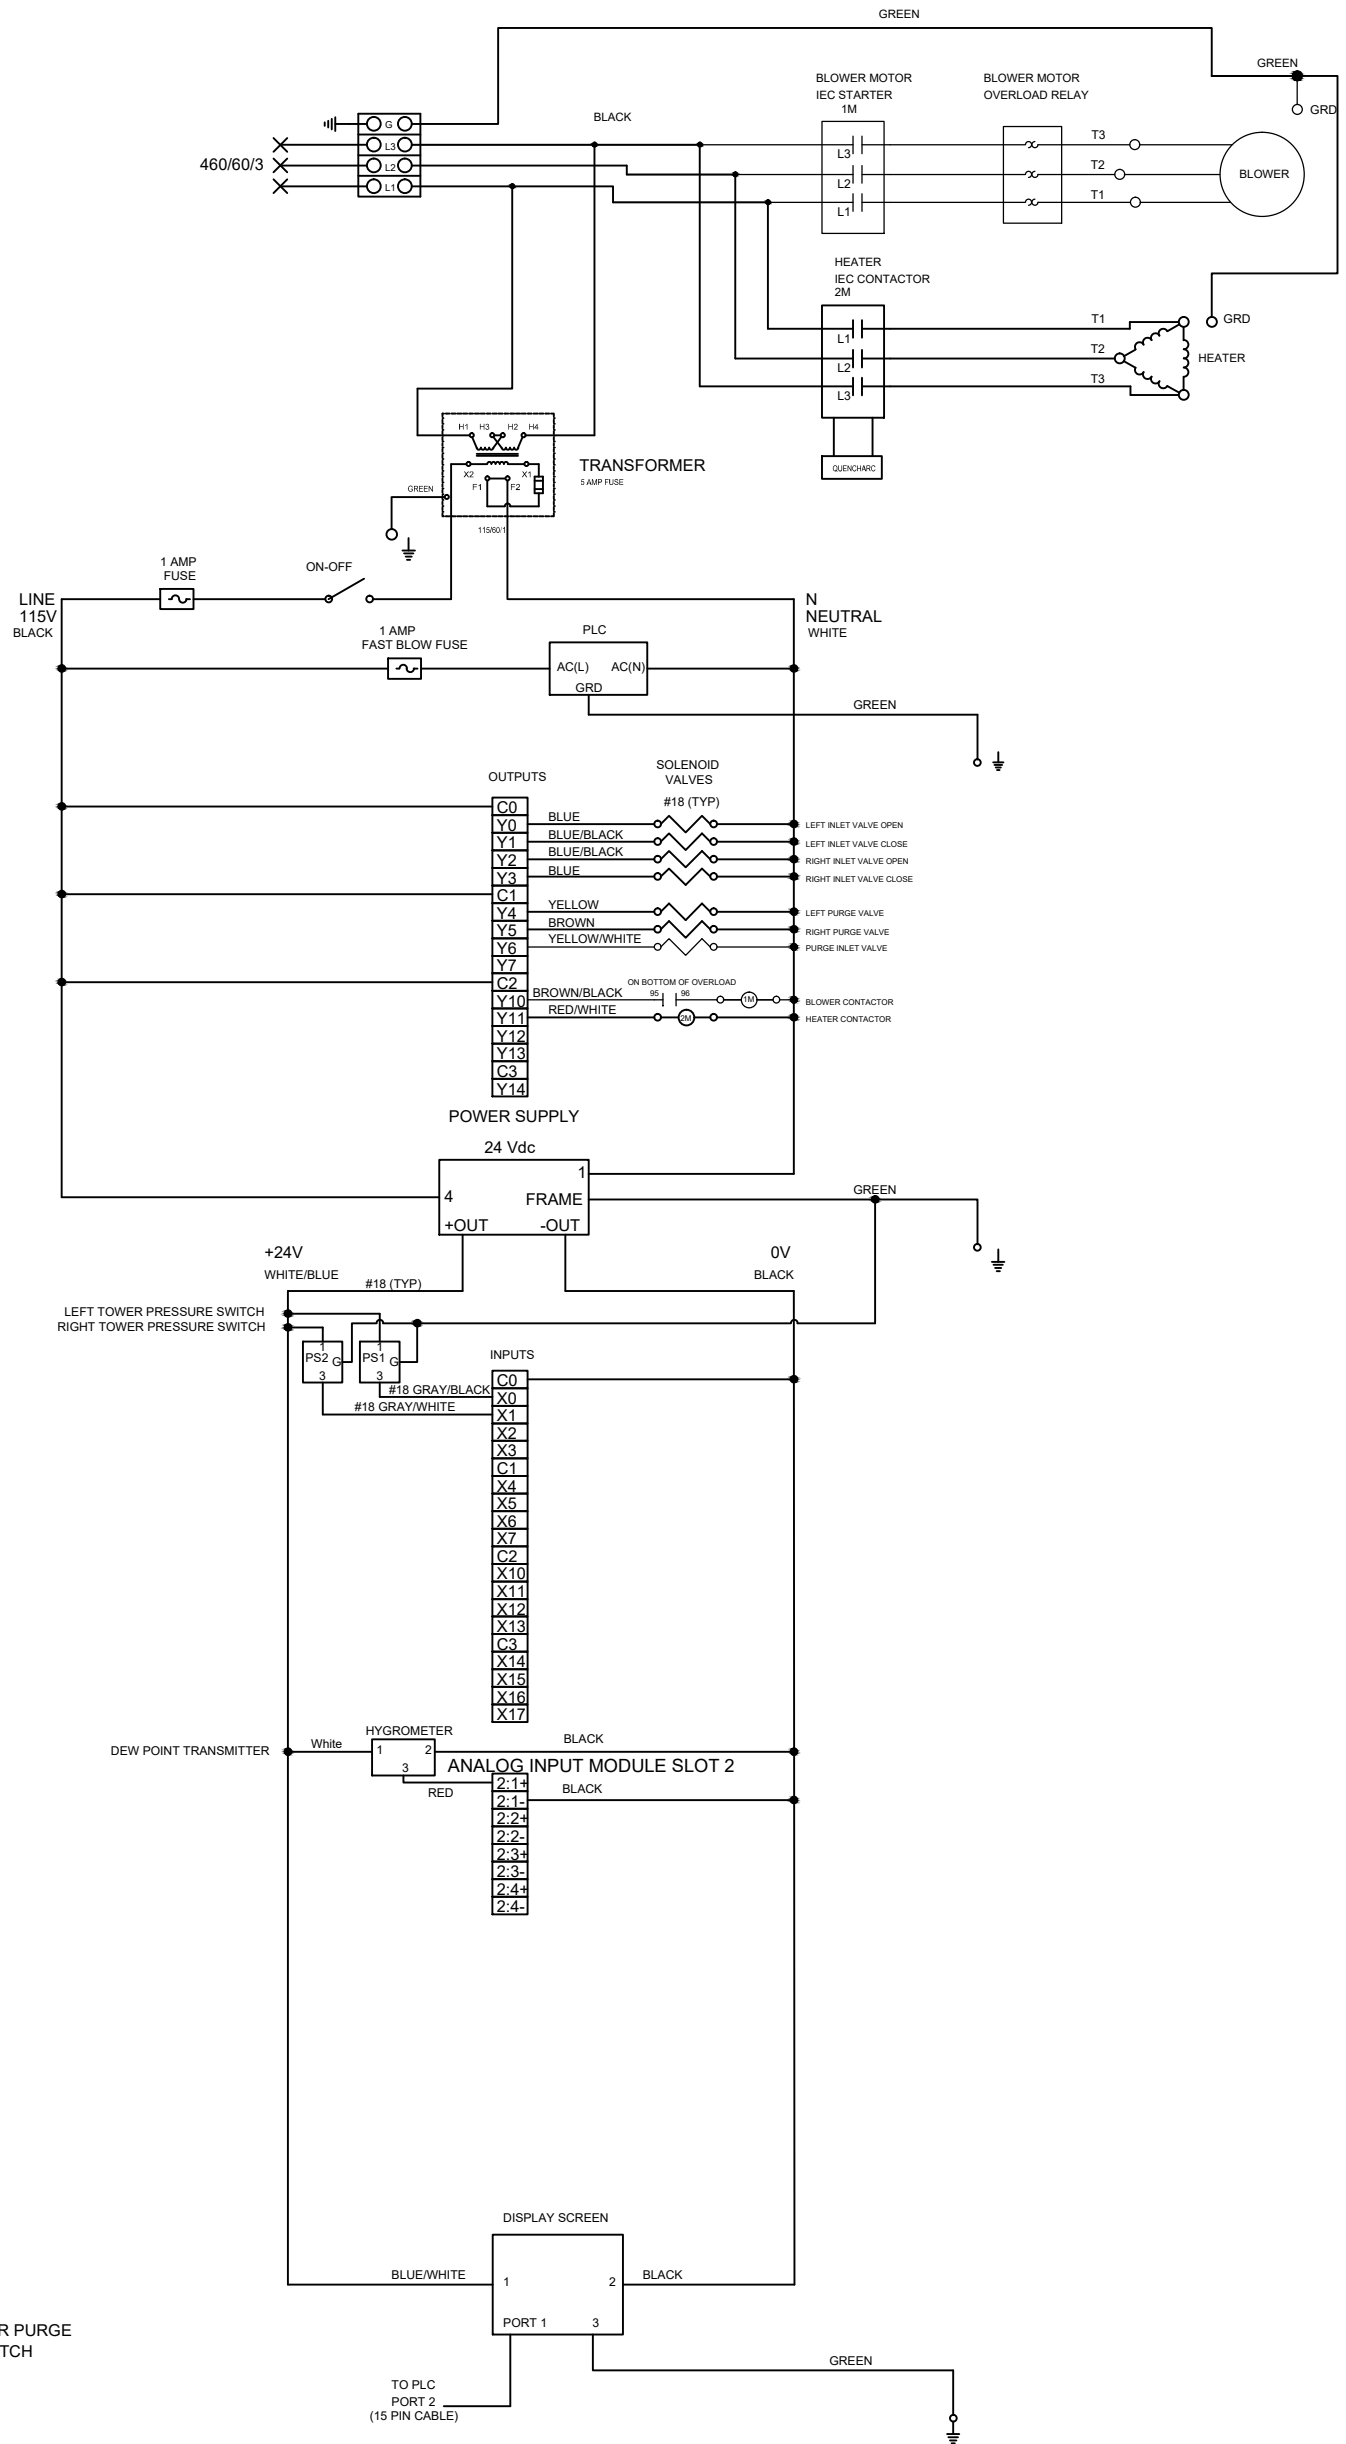 GREEN
GREEN
GRD
BLOWER MOTOR
IEC STARTER
1M
BLOWER MOTOR
OVERLOAD RELAY
BLACK
G
L3
L2
L1
460/60/3
L3
L2
L1
T3
T2
T1
BLOWER
HEATER
IEC CONTACTOR
2M
L1
L2
L3
T1
T2
T3
GRD
HEATER
QUENCHARC
H1 H3 H2 H4
X2 X1
F1 F2
TRANSFORMER
5 AMP FUSE
GREEN
115/60/1
1 AMP
FUSE
ON-OFF
LINE
115V
BLACK
N
NEUTRAL
WHITE
1 AMP
FAST BLOW FUSE
PLC
AC(L) AC(N)
GRD
GREEN
OUTPUTS
SOLENOID
VALVES
#18 (TYP)
C0
Y0 BLUE LEFT INLET VALVE OPEN
Y1 BLUE/BLACK LEFT INLET VALVE CLOSE
Y2 BLUE/BLACK RIGHT INLET VALVE OPEN
Y3 BLUE RIGHT INLET VALVE CLOSE
C1
Y4 YELLOW LEFT PURGE VALVE
Y5 BROWN RIGHT PURGE VALVE
Y6 YELLOW/WHITE PURGE INLET VALVE
Y7
C2 ON BOTTOM OF OVERLOAD
Y10 BROWN/BLACK 95 96 1M BLOWER CONTACTOR
Y11 RED/WHITE 2M HEATER CONTACTOR
Y12
Y13
C3
Y14
POWER SUPPLY
24 Vdc
1
4 FRAME
+OUT -OUT
GREEN
+24V
WHITE/BLUE
#18 (TYP)
0V
BLACK
LEFT TOWER PRESSURE SWITCH
RIGHT TOWER PRESSURE SWITCH
1
PS2 G
3
1
PS1 G
3
#18 GRAY/BLACK
#18 GRAY/WHITE
INPUTS
C0
X0
X1
X2
X3
C1
X4
X5
X6
X7
C2
X10
X11
X12
X13
C3
X14
X15
X16
X17
HYGROMETER
DEW POINT TRANSMITTER
White
1 2
3
BLACK
ANALOG INPUT MODULE SLOT 2
RED
BLACK
2:1+
2:1-
2:2+
2:2-
2:3+
2:3-
2:4+
2:4-
DISPLAY SCREEN
BLUE/WHITE
1 2
BLACK
PORT 1 3
R PURGE
TCH
GREEN
TO PLC
PORT 2
(15 PIN CABLE)